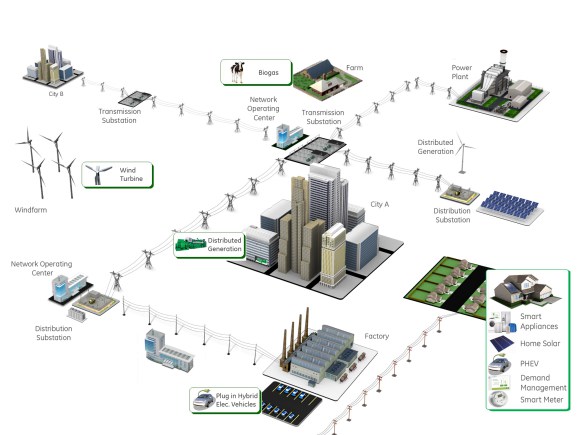 City B
Transmission
Substation
Biogas
Farm
Network
Operating
Center
Transmission
Substation
Power
Plant
Wind
Turbine
Windfarm
Distributed
Generation
Distribution
Substation
City A
Distributed
Generation
Network Operating
Center
Distribution
Substation
Factory
Plug in Hybrid
Elec. Vehicles
Smart
Appliances
Home Solar
PHEV
Demand
Management
Smart Meter